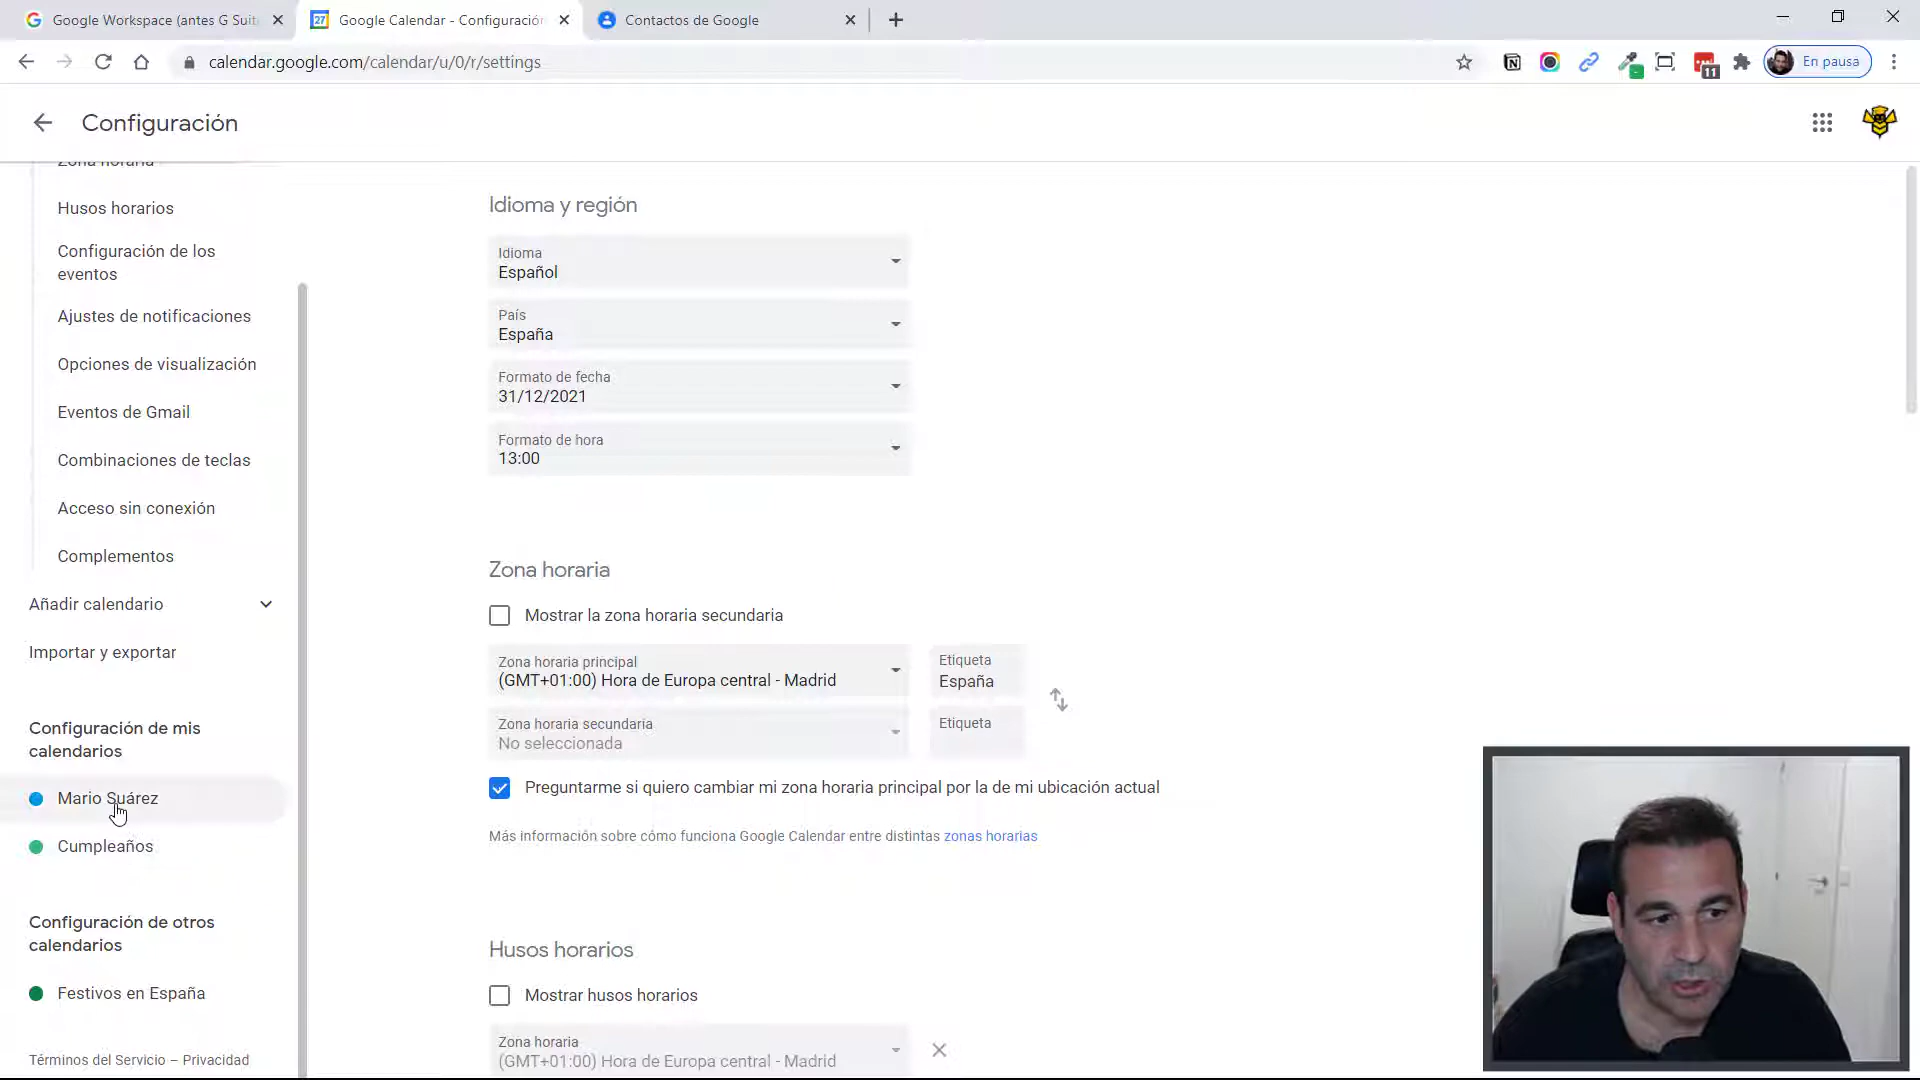 Google Workspace (antes G Suit
Google Calendar - Configuración
Contactos de Google
calendar.google.com/calendar/u/0/r/settings
11
En pausa
Configuración
Zona horaria
Husos horarios
Configuración de los
eventos
Ajustes de notificaciones
Opciones de visualización
Eventos de Gmail
Combinaciones de teclas
Acceso sin conexión
Complementos
Añadir calendario
Importar y exportar
Configuración de mis
calendarios
Mario Suárez
Cumpleaños
Configuración de otros
calendarios
Festivos en España
Términos del Servicio – Privacidad
Idioma y región
Idioma
Español
País
España
Formato de fecha
31/12/2021
Formato de hora
13:00
Zona horaria
Mostrar la zona horaria secundaria
Zona horaria principal
(GMT+01:00) Hora de Europa central - Madrid
Etiqueta
España
Zona horaria secundaria
No seleccionada
Etiqueta
Preguntarme si quiero cambiar mi zona horaria principal por la de mi ubicación actual
Más información sobre cómo funciona Google Calendar entre distintas zonas horarias
Husos horarios
Mostrar husos horarios
Zona horaria
(GMT+01:00) Hora de Europa central - Madrid